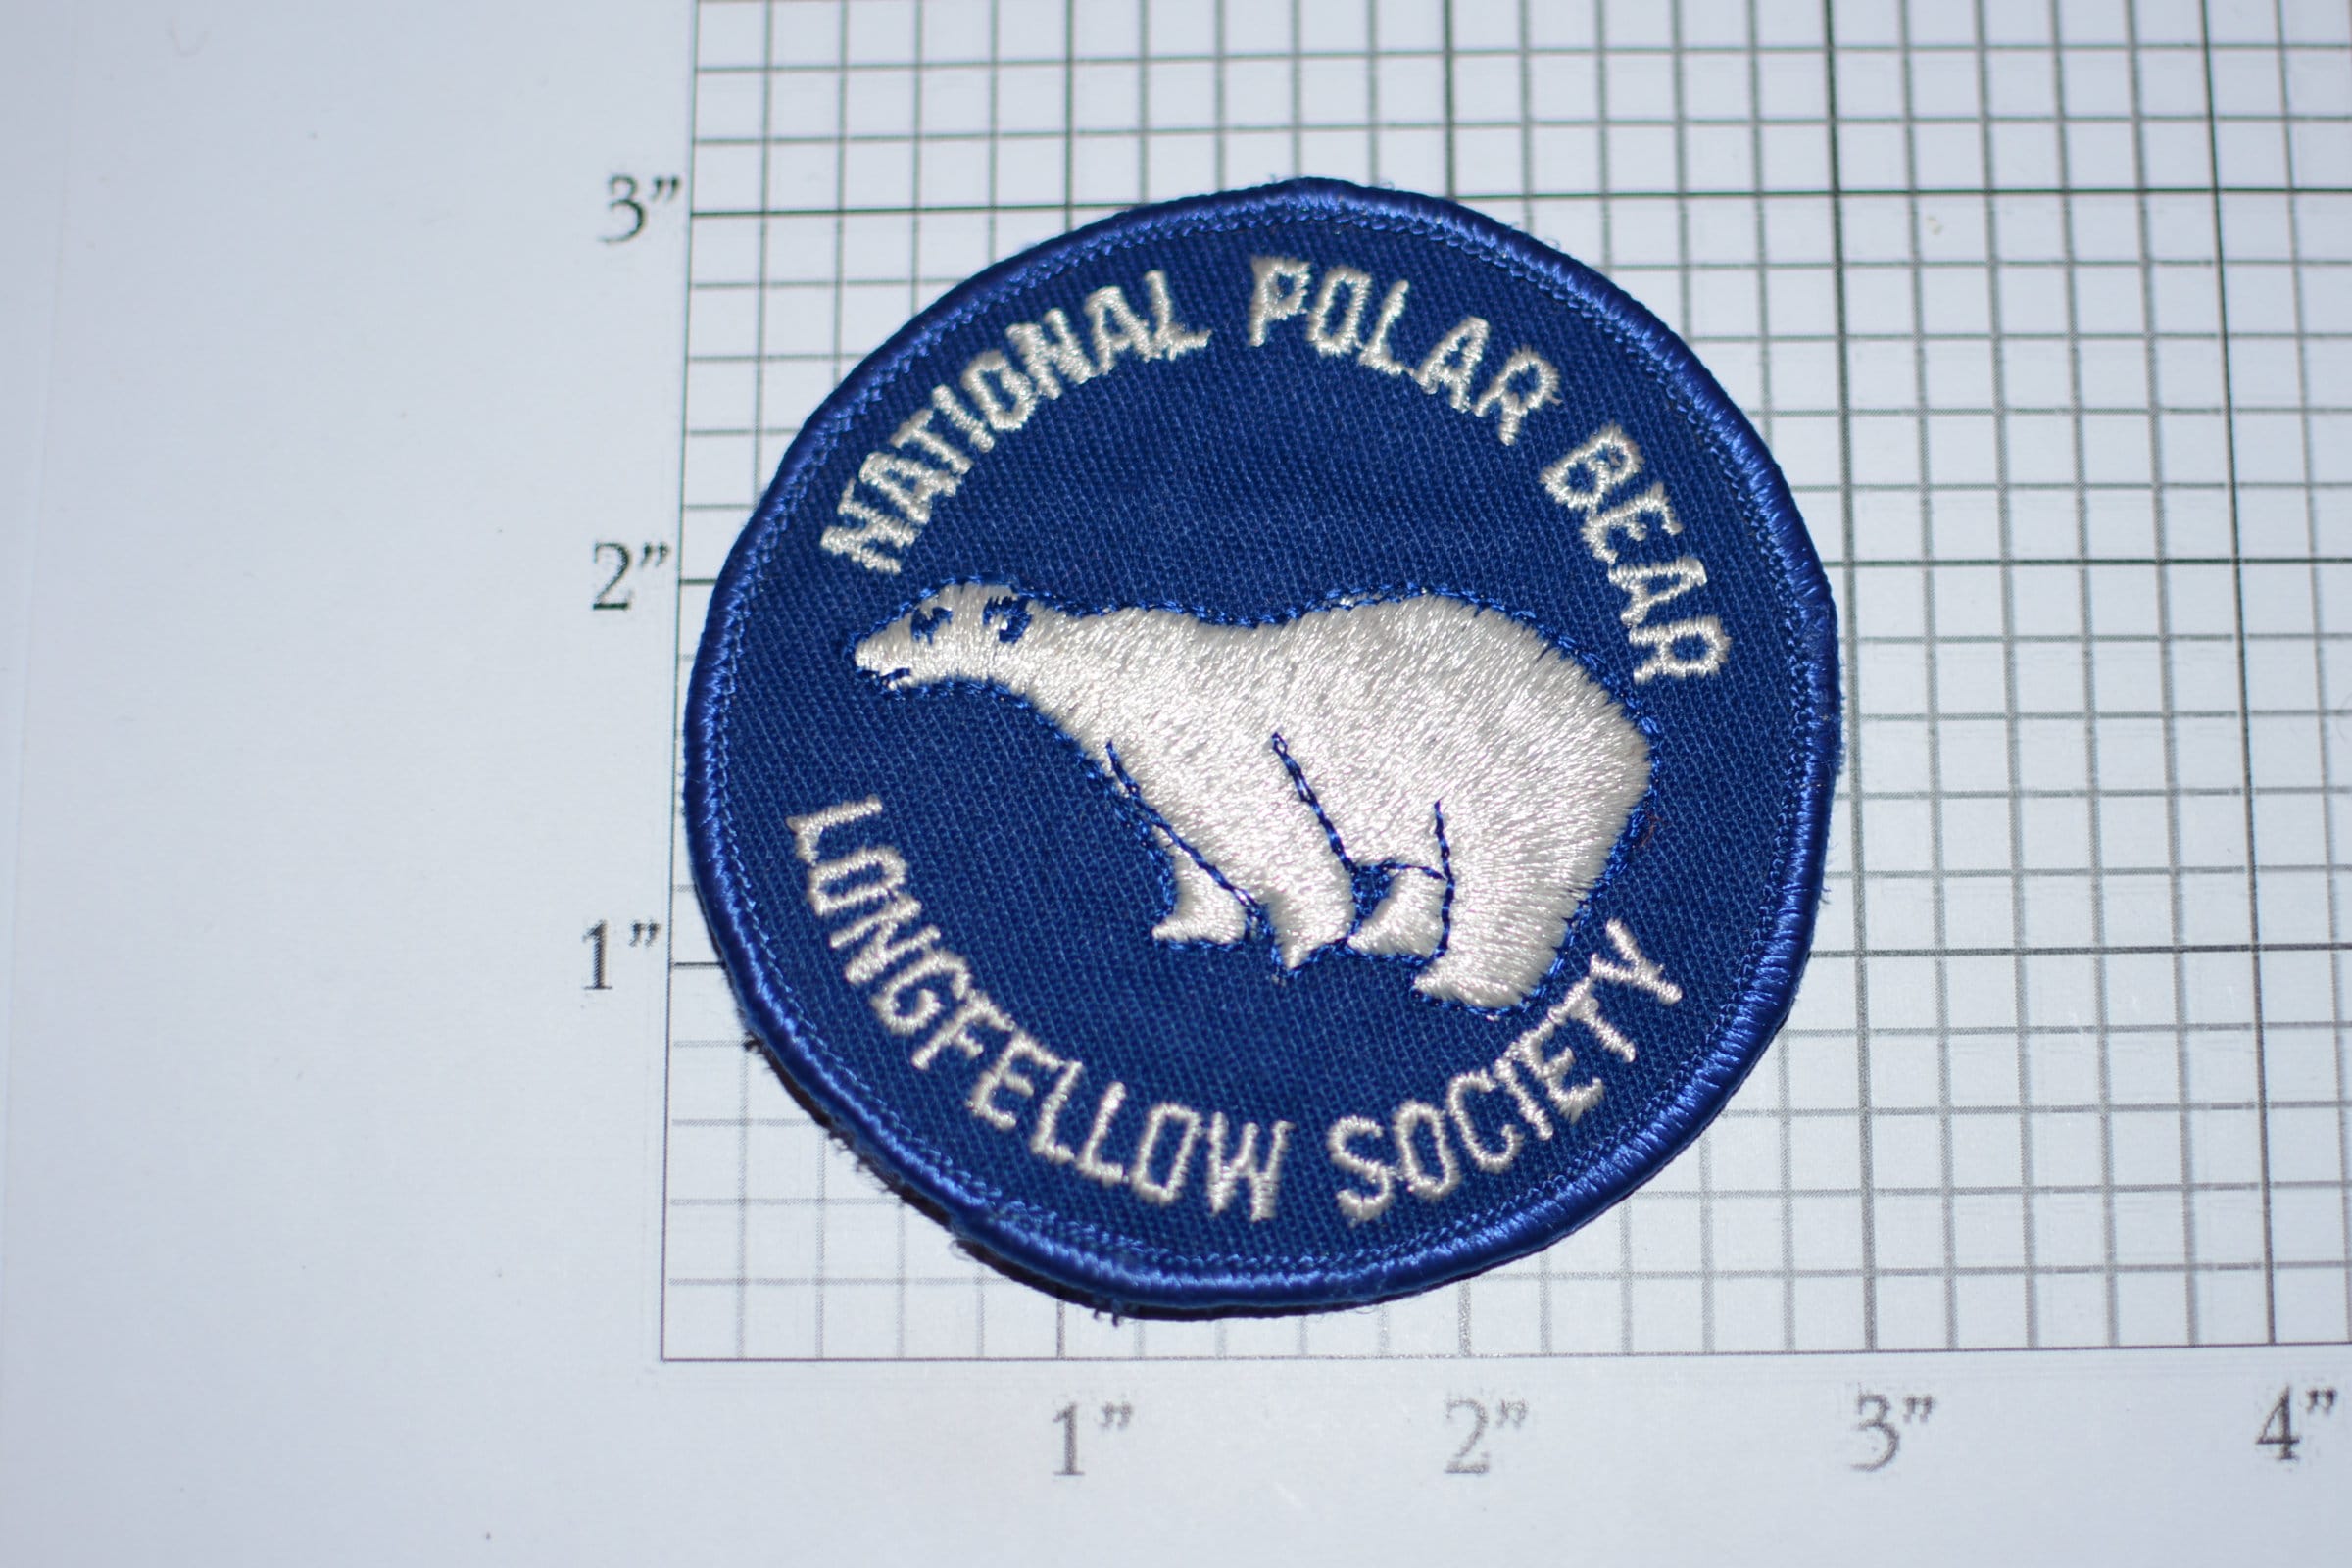 NATIONAL POLAR BEAR
LONGFELLOW SOCIETY
3”
2”
1”
1” 2” 3” 4”